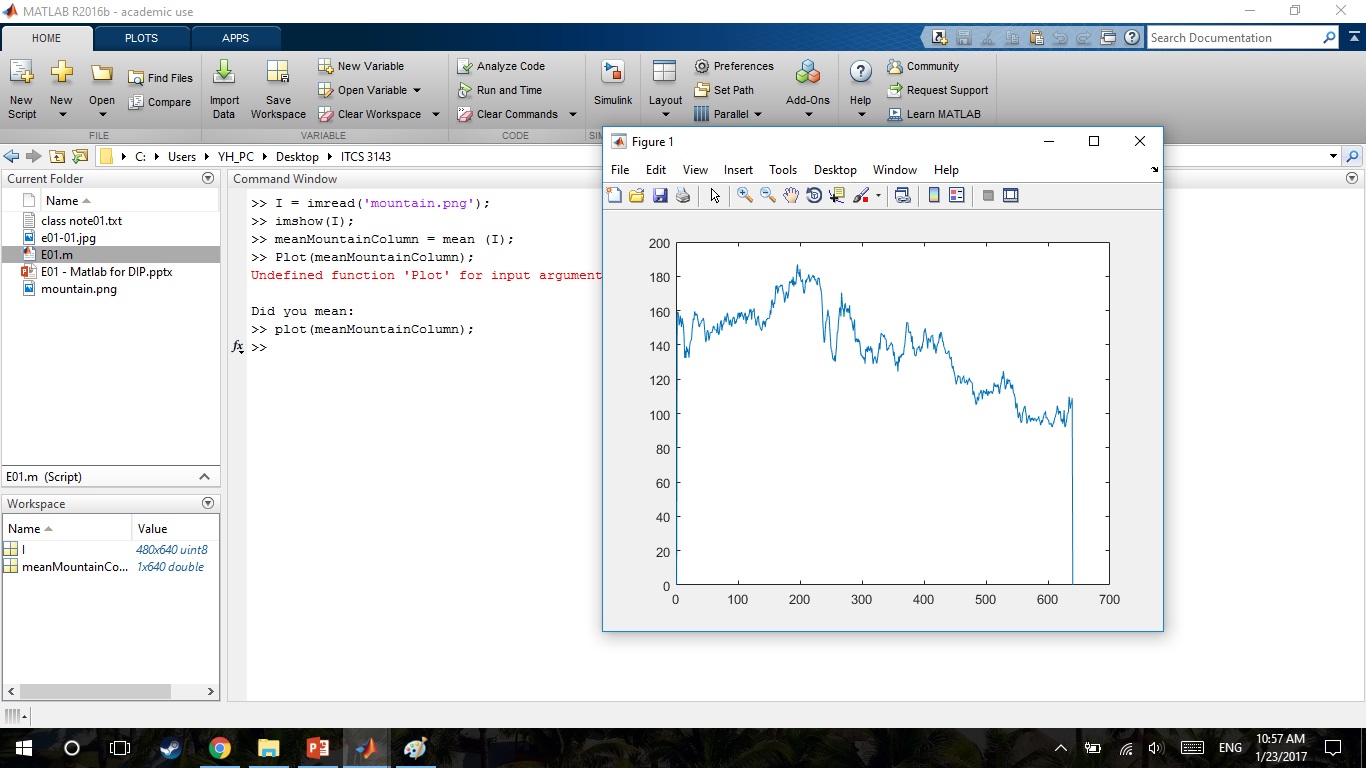 MATLAB R2016b - academic use
HOME PLOTS APPS
Search Documentation
New Script
New
Open
Find Files
Compare
FILE
Import Data
Save Workspace
New Variable
Open Variable
Clear Workspace
VARIABLE
Analyze Code
Run and Time
Clear Commands
CODE
Simulink
SIM
Layout
Preferences
Set Path
Parallel
Add-Ons
Help
Community
Request Support
Learn MATLAB
C: Users YH_PC Desktop ITCS 3143
Current Folder
Name
class note01.txt
e01-01.jpg
E01.m
E01 - Matlab for DIP.pptx
mountain.png
E01.m (Script)
Workspace
Name Value
I 480x640 uint8
meanMountainCo... 1x640 double
Command Window
>> I = imread('mountain.png');
>> imshow(I);
>> meanMountainColumn = mean (I);
>> Plot(meanMountainColumn);
Undefined function 'Plot' for input argument
Did you mean:
>> plot(meanMountainColumn);
fx >>
Figure 1
File Edit View Insert Tools Desktop Window Help
200
180
160
140
120
100
80
60
40
20
0
0 100 200 300 400 500 600 700
ENG
10:57 AM
1/23/2017